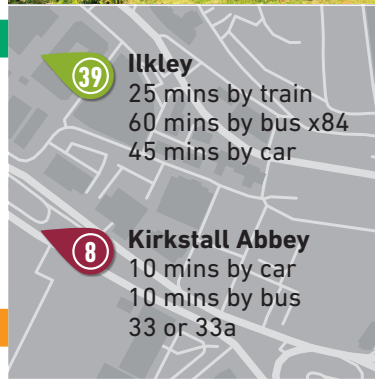 39
Ilkley
25 mins by train
60 mins by bus x84
45 mins by car
8
Kirkstall Abbey
10 mins by car
10 mins by bus
33 or 33a